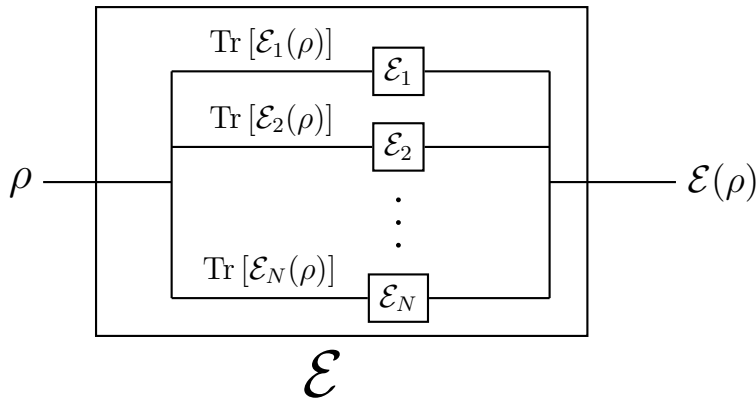 Tr [ℰ₁(ρ)]
ℰ₁
Tr [ℰ₂(ρ)]
ℰ₂
ρ
ℰ(ρ)
⋮
Tr [ℰ_N(ρ)]
ℰ_N
ℰ